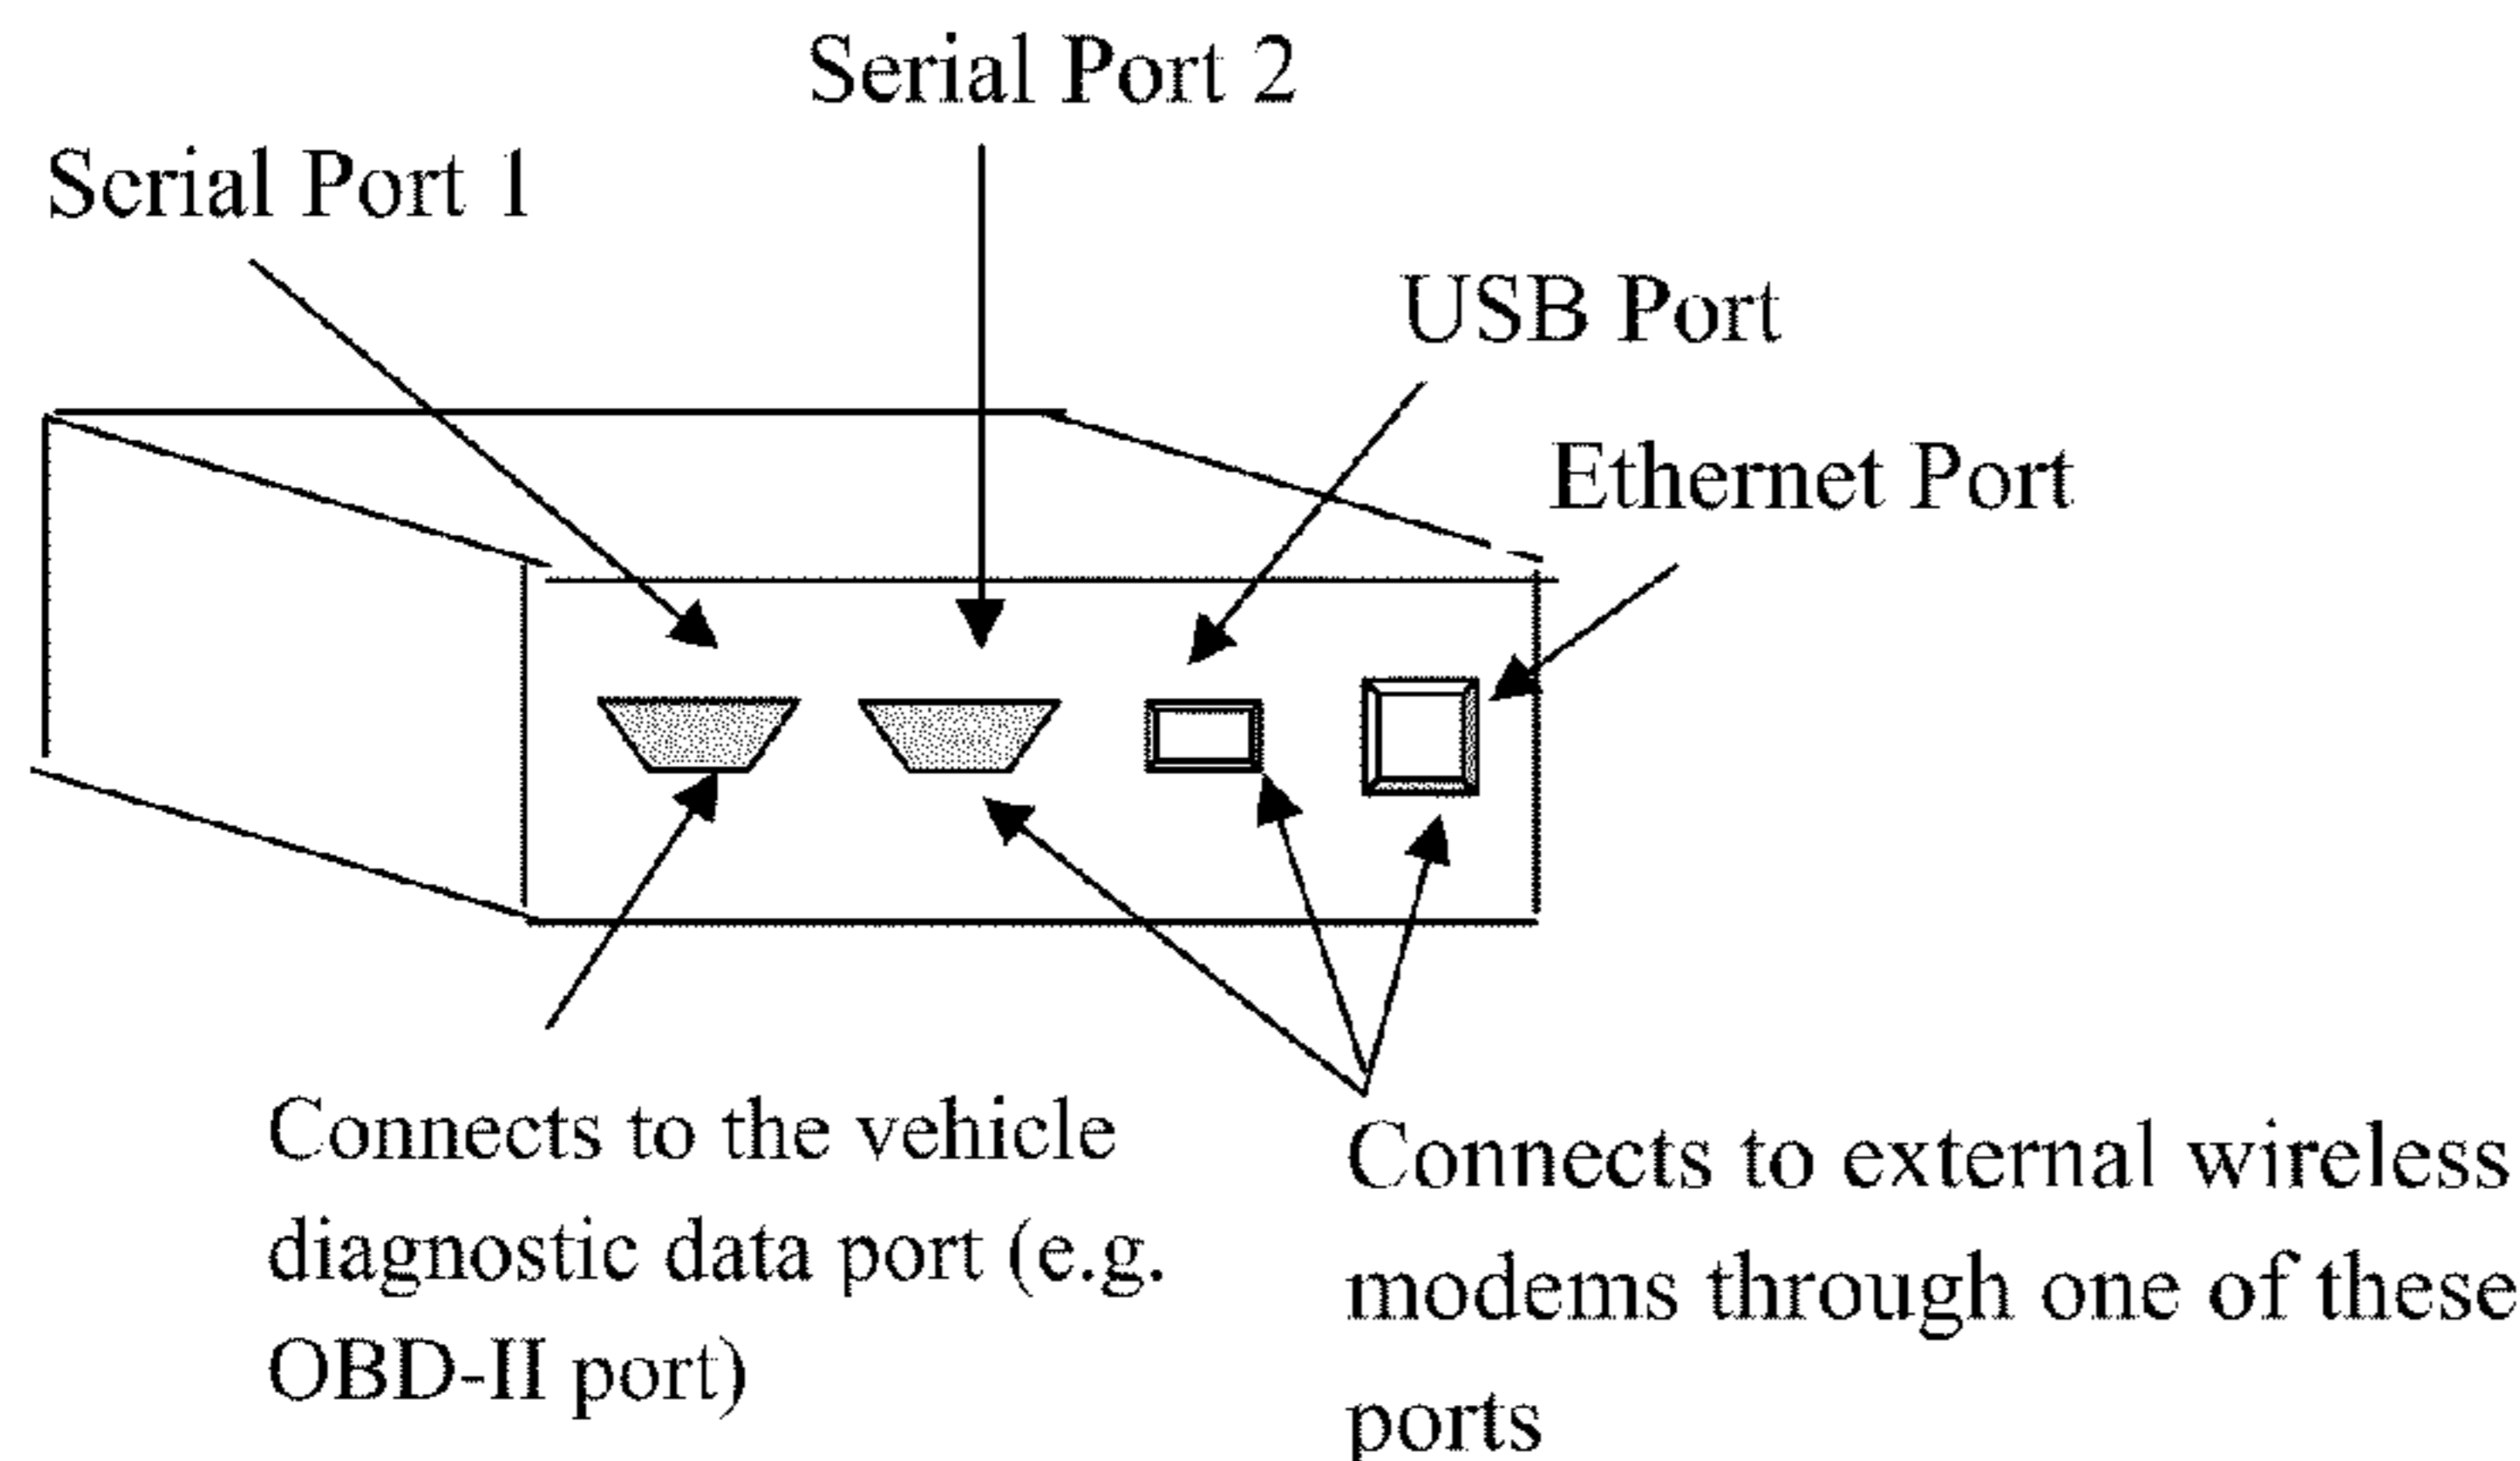 Serial Port 2
Serial Port 1
USB Port
Ethernet Port
Connects to the vehicle
diagnostic data port (e.g.
OBD-II port)
Connects to external wireless
modems through one of these
ports